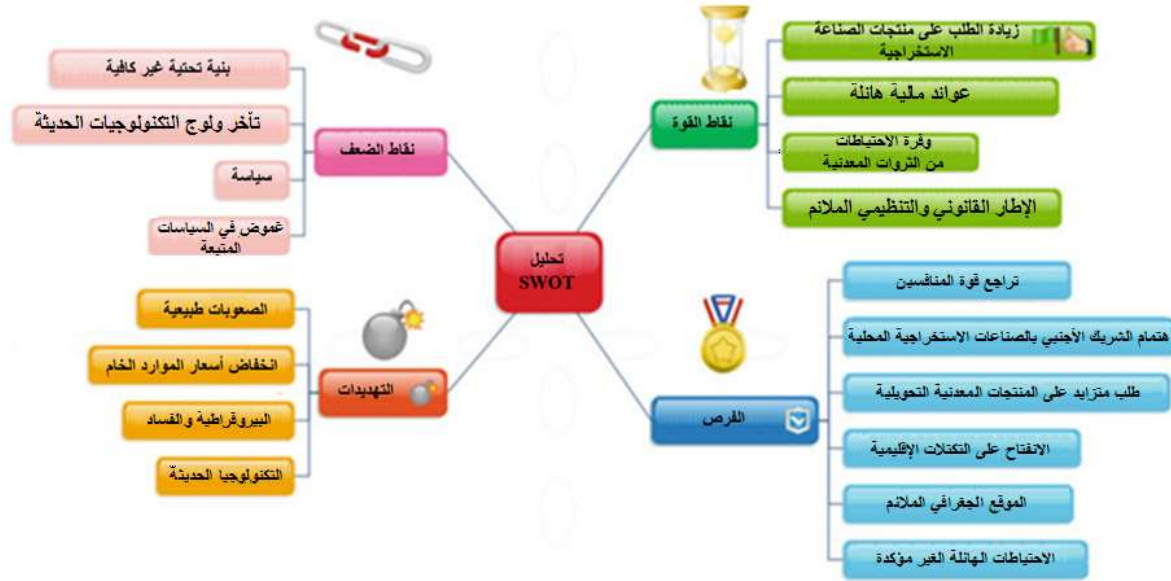 تحليل
SWOT
نقاط القوة
زيادة الطلب على منتجات الصناعة
الاستخراجية
عوائد مالية هائلة
وفرة الاحتياطات
من الثروات المعدنية
الإطار القانوني والتنظيمي الملائم
نقاط الضعف
بنية تحتية غير كافية
تأخر ولوج التكنولوجيات الحديثة
سياسة
غموض في السياسات
المتبعة
الفرص
تراجع قوة المنافسين
هتمام الشريك الأجنبي بالصناعات الاستخراجية المحلية
طلب متزايد على المنتجات المعدنية التحويلية
الانفتاح على التكتلات الإقليمية
الموقع الجغرافي الملائم
الاحتياطات الهائلة الغير مؤكدة
التهديدات
الصعوبات طبيعية
انخفاض أسعار الموارد الخام
البيروقراطية والفساد
التكنولوجيا الحديثة